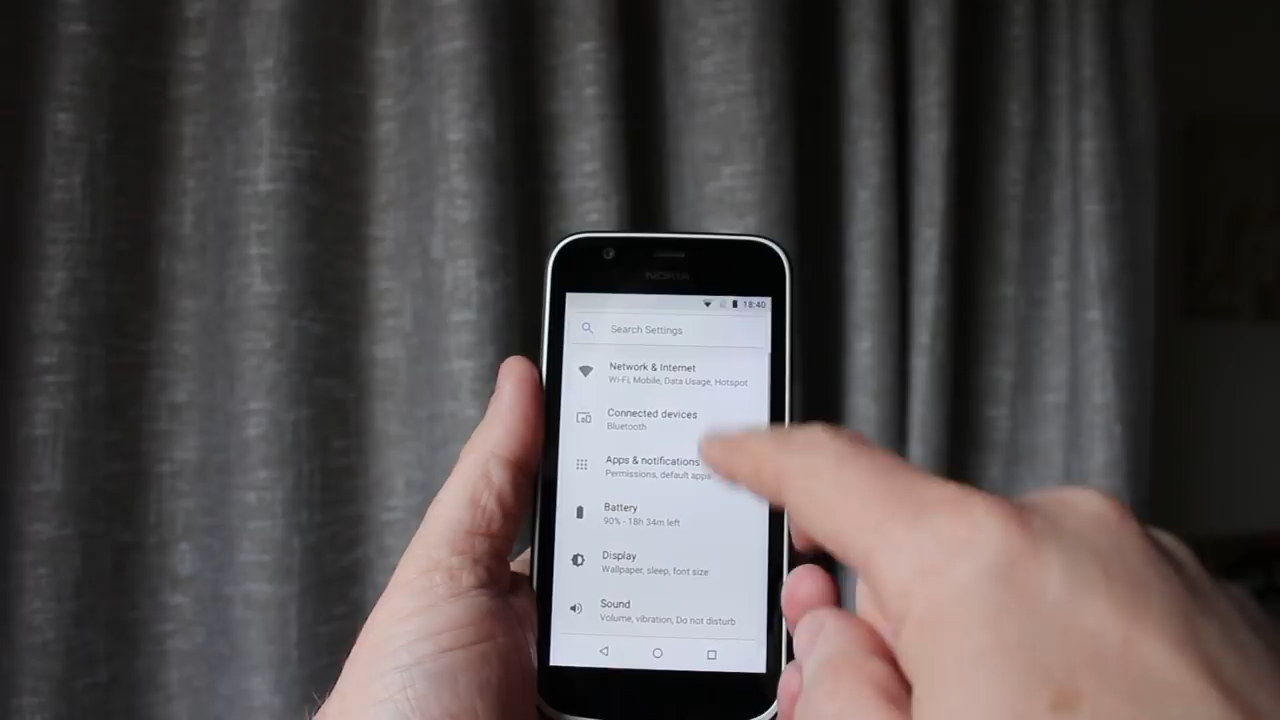 NOKIA
18:40
Search Settings
Network & Internet
Wi-Fi, Mobile, Data Usage, Hotspot
Connected devices
Bluetooth
Apps & notifications
Permissions, default apps
Battery
90% - 18h 34m left
Display
Wallpaper, sleep, font size
Sound
Volume, vibration, Do not disturb